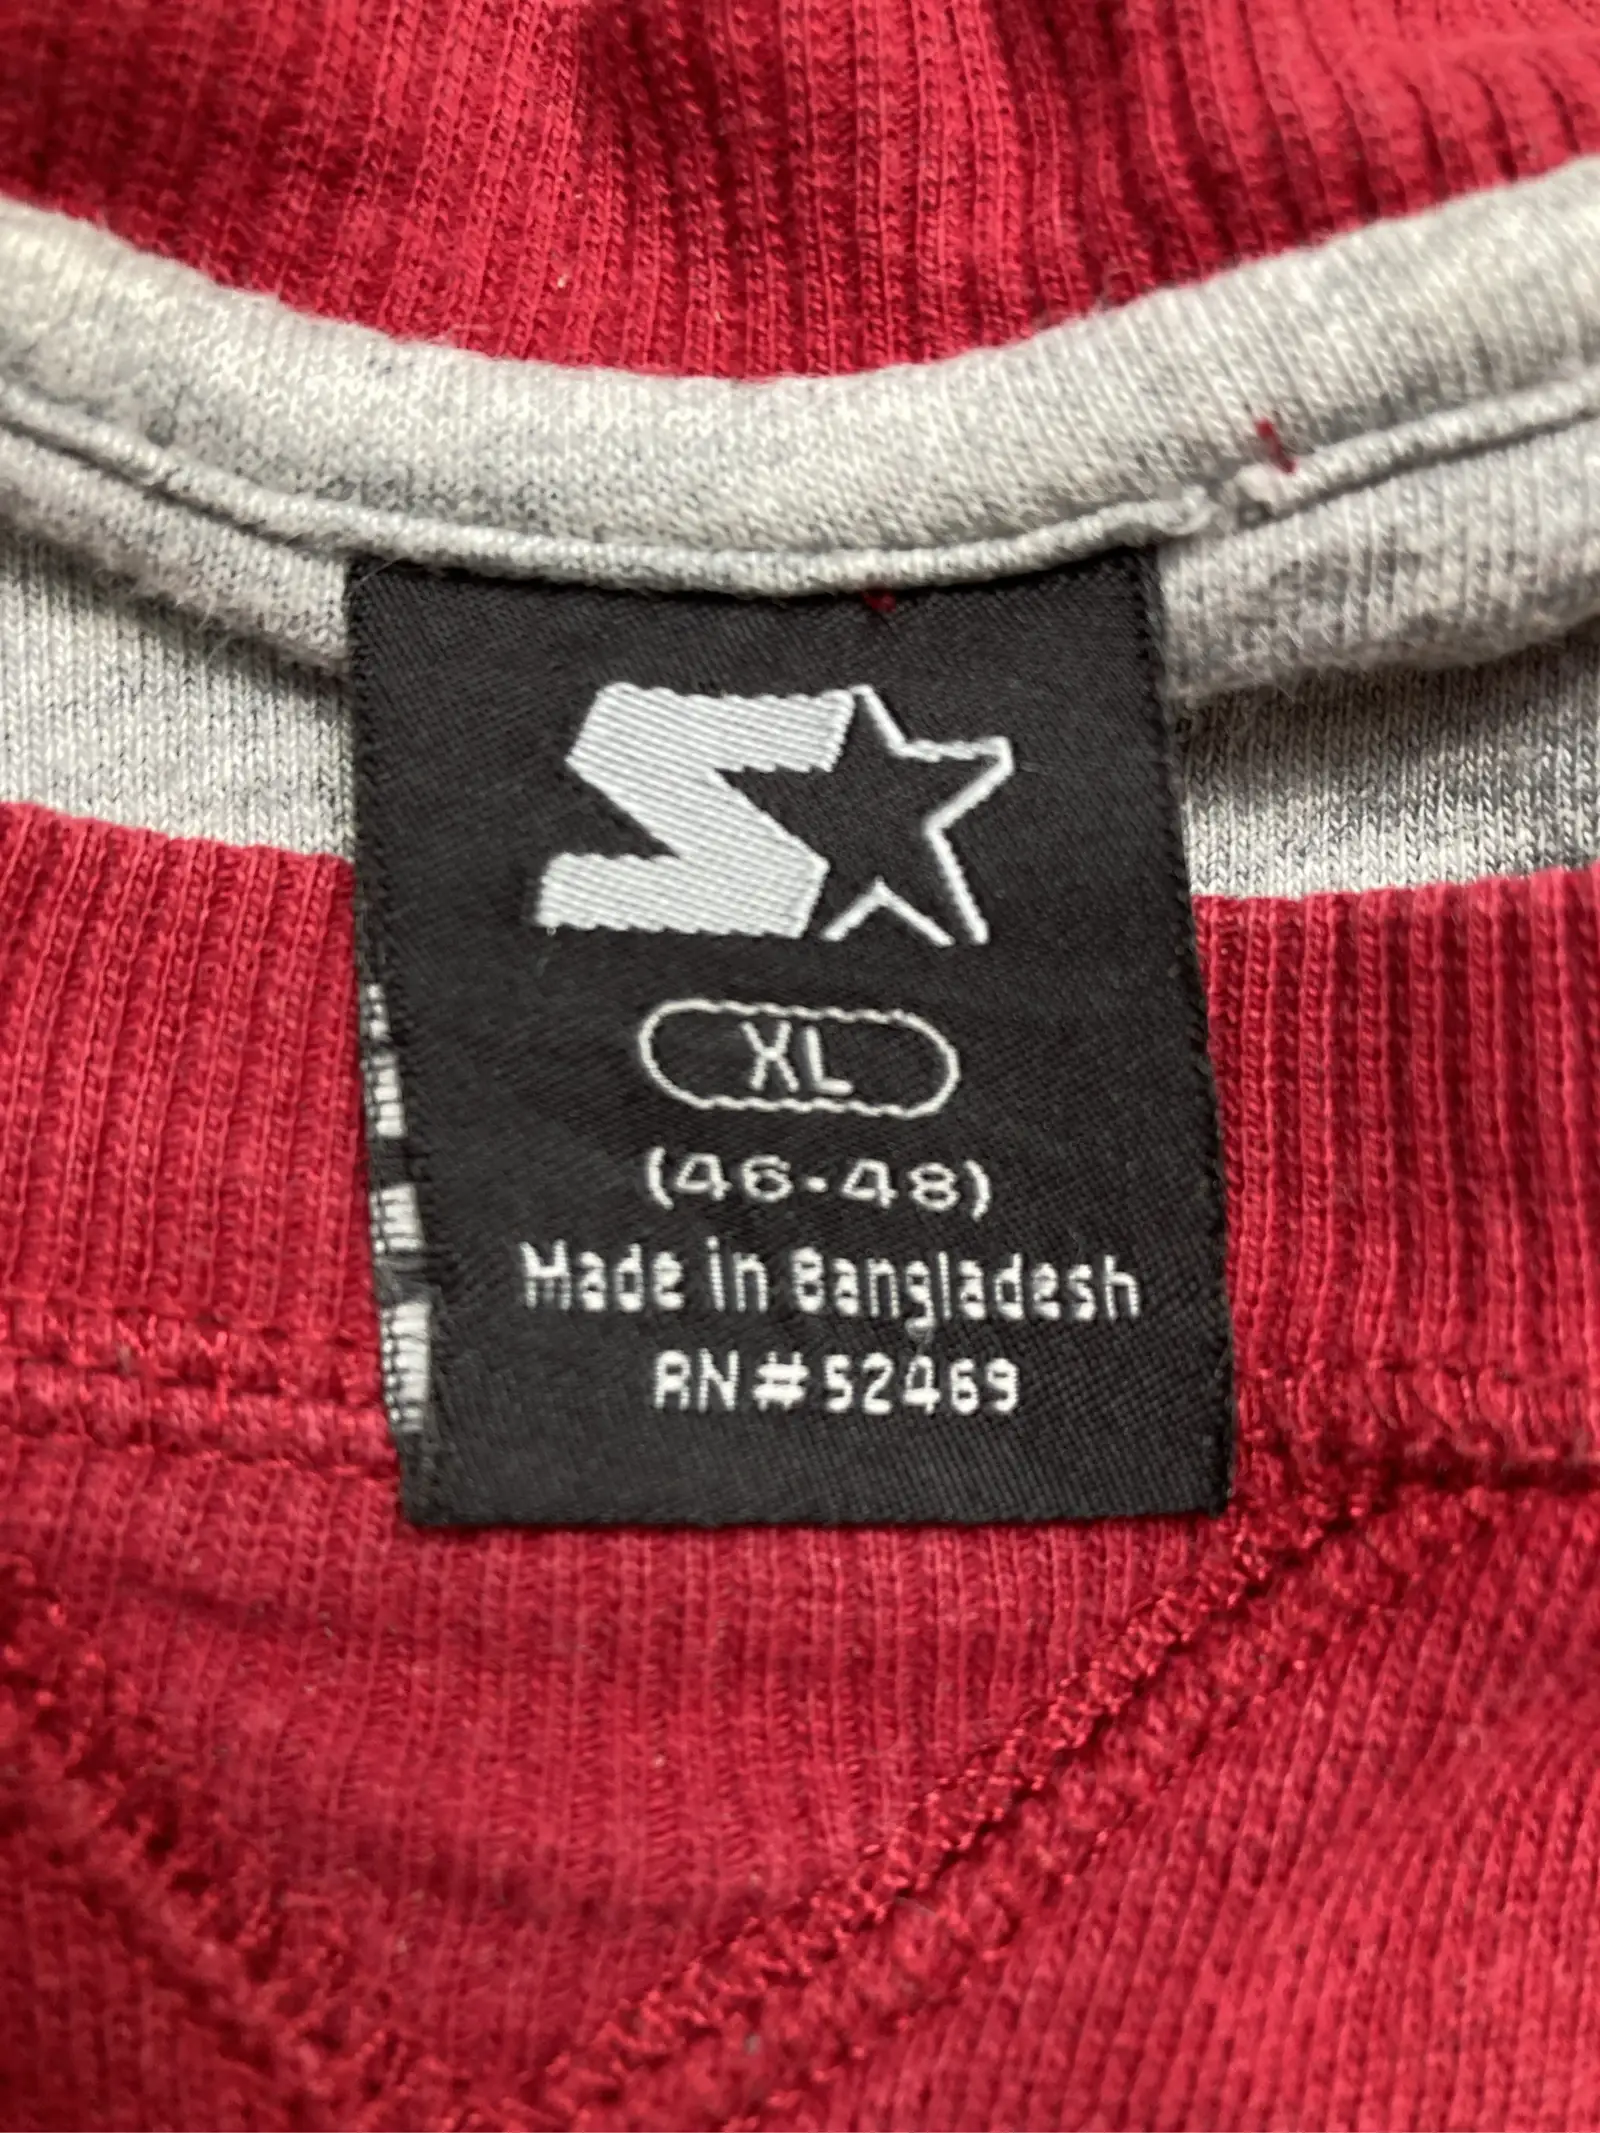 S
XL
(46-48)
Made in Bangladesh
RN#52469